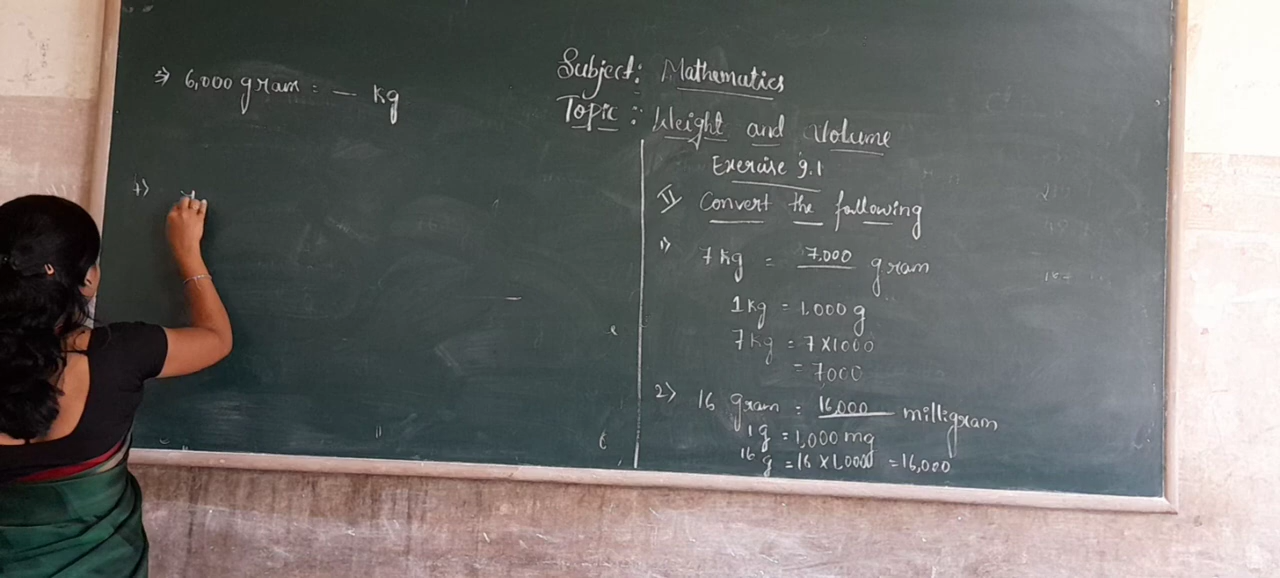 Subject: Mathematics
Topic: Weight and Volume
Exercise 9.1
II Convert the following
1) 7 kg = 7,000 gram
1 kg = 1,000 g
7 kg = 7 X 1000
= 7000
2) 16 gram = 16,000 milligram
1 g = 1,000 mg
16 g = 16 X 1,000 = 16,000
6,000 gram = — kg